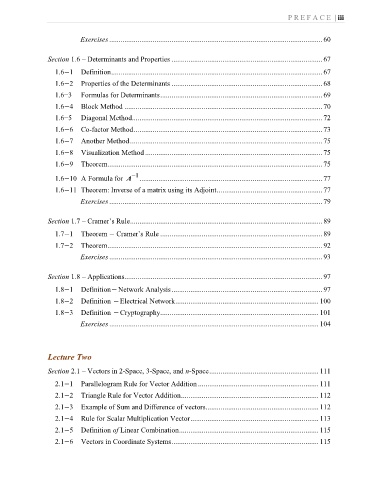 PREFACE | iii
Exercises ........ 60
Section 1.6 – Determinants and Properties ........ 67
1.6−1 Definition ........ 67
1.6−2 Properties of the Determinants ........ 68
1.6−3 Formulas for Determinants ........ 69
1.6−4 Block Method ........ 70
1.6−5 Diagonal Method ........ 72
1.6−6 Co-factor Method ........ 73
1.6−7 Another Method ........ 75
1.6−8 Visualization Method ........ 75
1.6−9 Theorem ........ 75
1.6−10 A Formula for A⁻¹ ........ 77
1.6−11 Theorem: Inverse of a matrix using its Adjoint ........ 77
Exercises ........ 79
Section 1.7 – Cramer's Rule ........ 89
1.7−1 Theorem − Cramer's Rule ........ 89
1.7−2 Theorem ........ 92
Exercises ........ 93
Section 1.8 – Applications ........ 97
1.8−1 Definition − Network Analysis ........ 97
1.8−2 Definition − Electrical Network ........ 100
1.8−3 Definition − Cryptography ........ 101
Exercises ........ 104
Lecture Two
Section 2.1 – Vectors in 2-Space, 3-Space, and n-Space ........ 111
2.1−1 Parallelogram Rule for Vector Addition ........ 111
2.1−2 Triangle Rule for Vector Addition ........ 112
2.1−3 Example of Sum and Difference of vectors ........ 112
2.1−4 Rule for Scalar Multiplication Vector ........ 113
2.1−5 Definition of Linear Combination ........ 115
2.1−6 Vectors in Coordinate Systems ........ 115